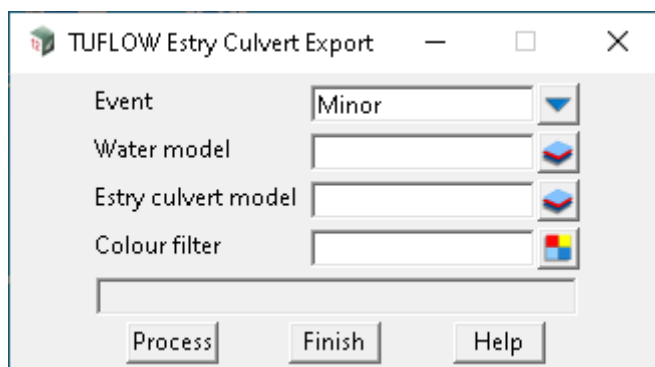 TUFLOW Estry Culvert Export
Event Minor
Water model
Estry culvert model
Colour filter
Process Finish Help